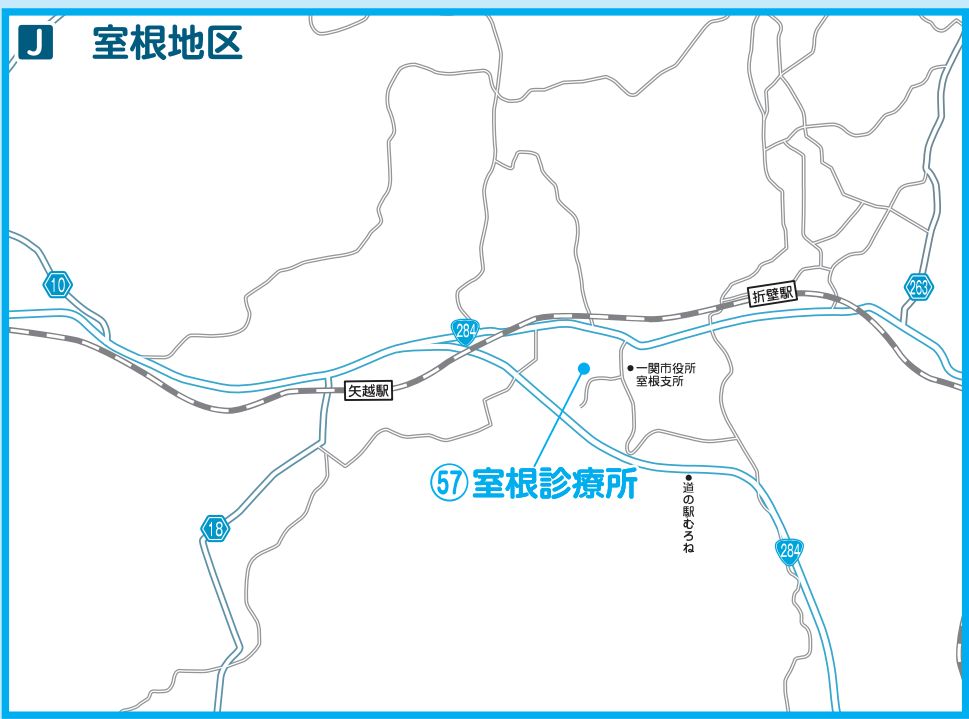 J 室根地区
10
263
折壁駅
284
一関市役所
室根支所
矢越駅
57 室根診療所
道の駅むろね
18
284